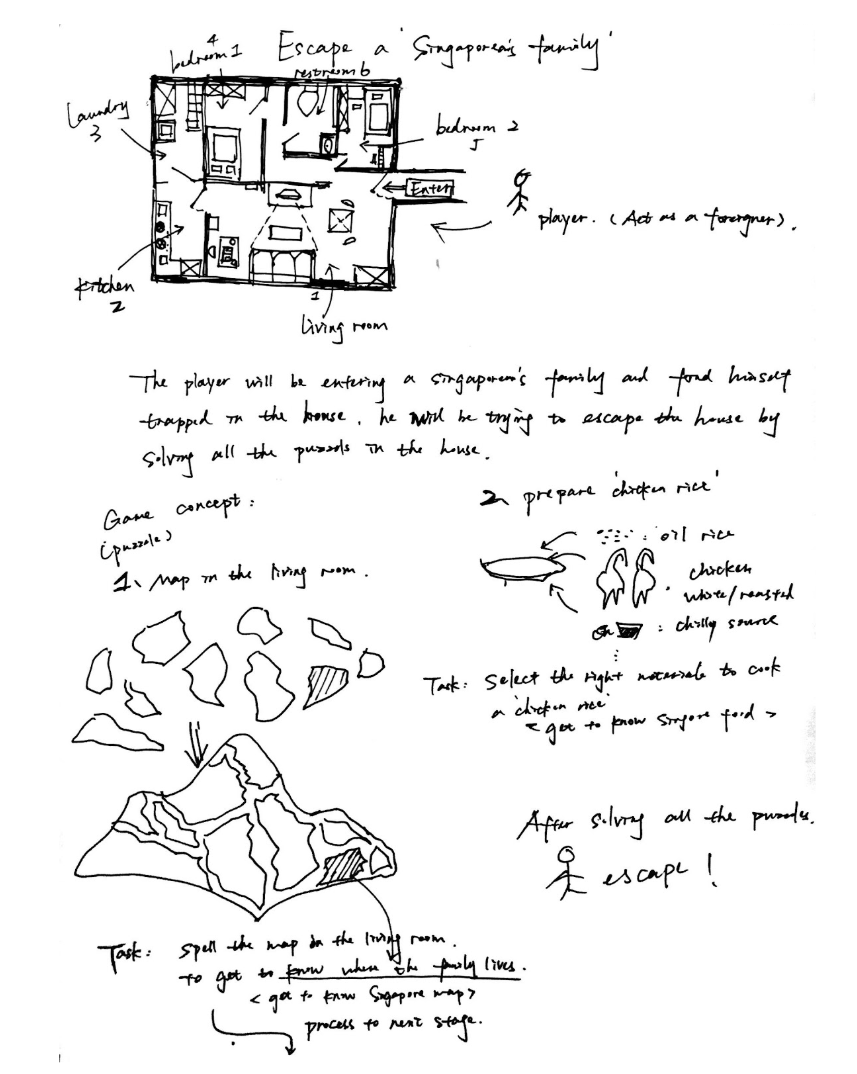 Escape a 'Singaporean's family'
4
bedroom 1
restroom 6
Laundry
3
bedroom 2
5
Enter
player. (Act as a foreigner).
Kitchen
2
1
living room
The player will be entering a singaporean's family and fond himself
trapped in the house, he will be trying to escape the house by
solving all the puzzels in the house.
Game concept:
(puzzle)
1、Map in the living room.
2、prepare 'chicken rice'
: oil rice
chicken
white/roasted
: chilly source
Task: Select the right materials to cook
a 'chicken rice'
< get to know Singpore food >
After solving all the puzzles.
escape!
Task: Spell the map in the living room.
to get to know where the family lives.
< get to know Singapore map>
process to next stage.